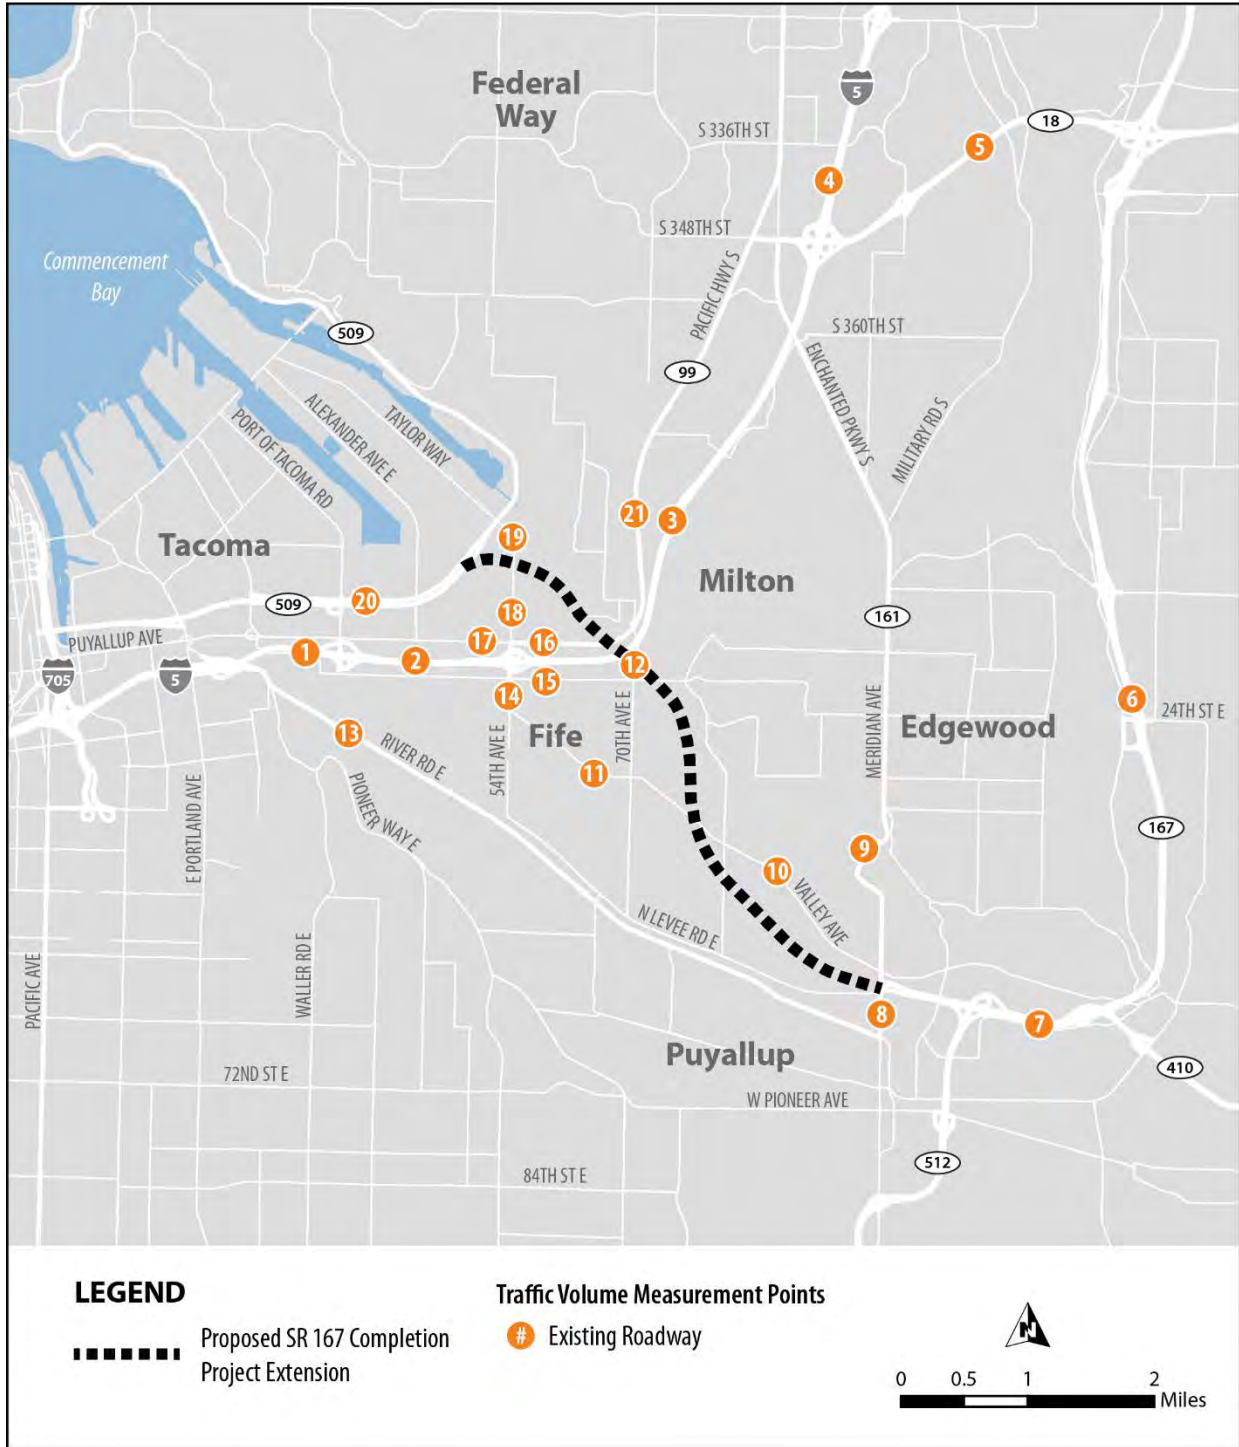 Federal
Way
5
S 336TH ST
18
5
4
S 348TH ST
Commencement
Bay
PACIFIC HWY S
509
S 360TH ST
99
ENCHANTED PKWY S
MILITARY RD S
TAYLOR WAY
ALEXANDER AVE E
PORT OF TACOMA RD
21
3
19
Tacoma
Milton
509
20
18
161
PUYALLUP AVE
17
16
1
2
12
705
5
15
14
6
24TH ST E
Fife
Edgewood
13
RIVER RD E
54TH AVE E
70TH AVE E
MERIDIAN AVE
11
PIONEER WAY E
E PORTLAND AVE
167
9
10
VALLEY AVE
N LEVEE RD E
WALLER RD E
PACIFIC AVE
8
7
Puyallup
410
72ND ST E
W PIONEER AVE
512
84TH ST E
LEGEND
Proposed SR 167 Completion
Project Extension
Traffic Volume Measurement Points
# Existing Roadway
N
0 0.5 1 2
Miles